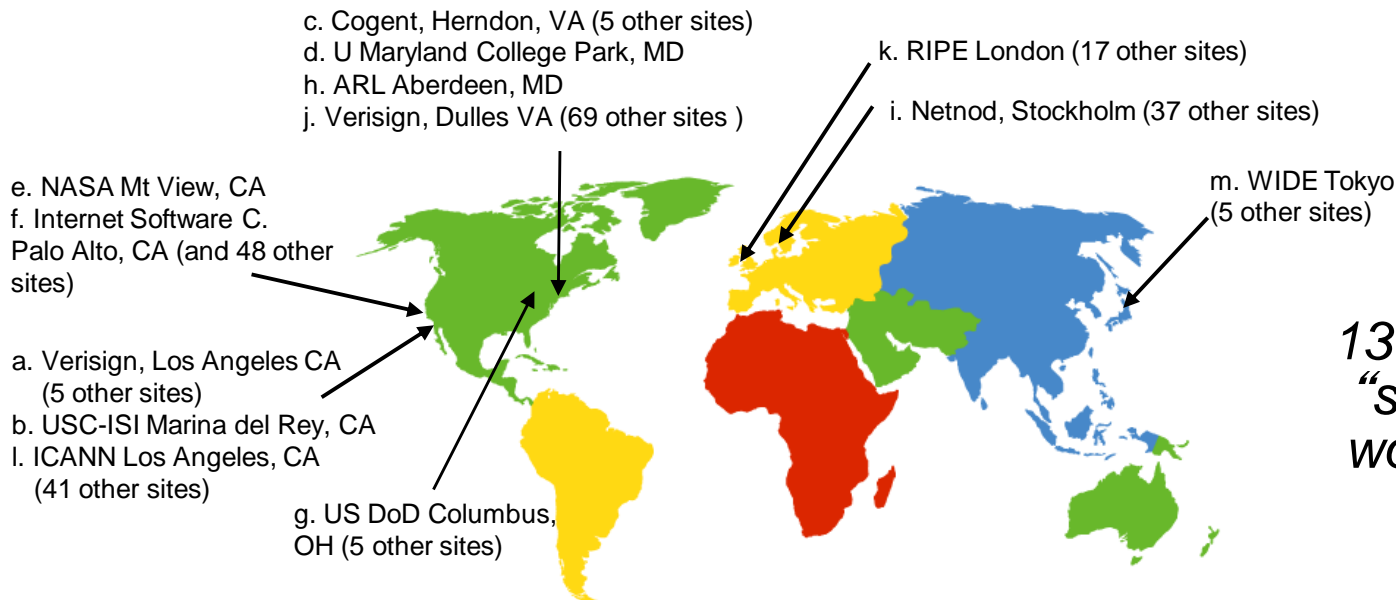 c. Cogent, Herndon, VA (5 other sites)
d. U Maryland College Park, MD
h. ARL Aberdeen, MD
j. Verisign, Dulles VA (69 other sites )
k. RIPE London (17 other sites)
i. Netnod, Stockholm (37 other sites)
e. NASA Mt View, CA
f. Internet Software C.
Palo Alto, CA (and 48 other
sites)
m. WIDE Tokyo
(5 other sites)
a. Verisign, Los Angeles CA
(5 other sites)
b. USC-ISI Marina del Rey, CA
l. ICANN Los Angeles, CA
(41 other sites)
g. US DoD Columbus,
OH (5 other sites)
13